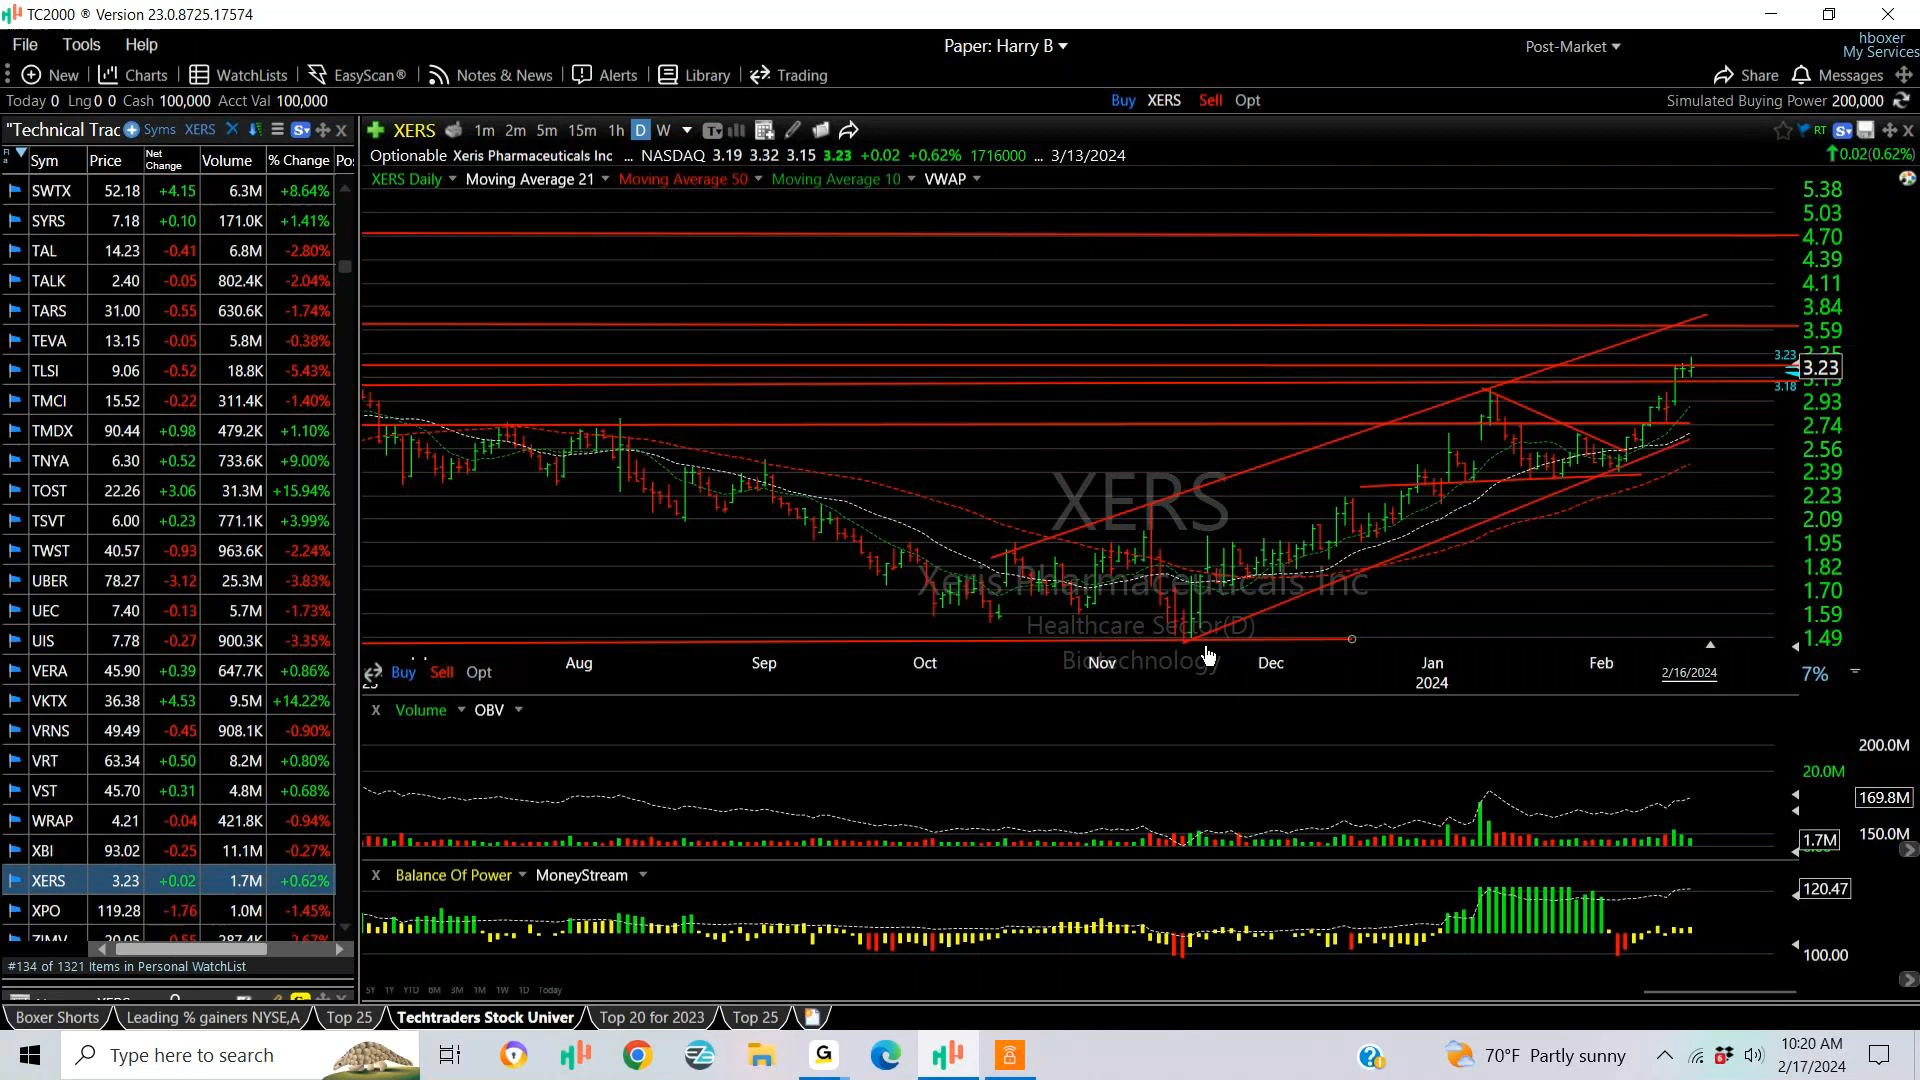 TC2000 ® Version 23.0.8725.17574
File Tools Help Paper: Harry B Post-Market hboxer
My Services
New Charts WatchLists EasyScan® Notes & News Alerts Library Trading Share Messages
Today 0 Lng 0 0 Cash 100,000 Acct Val 100,000 Buy XERS Sell Opt Simulated Buying Power 200,000
"Technical Trac Syms XERS XERS 1m 2m 5m 15m 1h D W RT
Optionable Xeris Pharmaceuticals Inc ... NASDAQ 3.19 3.32 3.15 3.23 +0.02 +0.62% 1716000 ... 3/13/2024 0.02(0.62%)
XERS Daily Moving Average 21 Moving Average 50 Moving Average 10 VWAP
Sym Price Net Change Volume % Change Pos
SWTX 52.18 +4.15 6.3M +8.64%
SYRS 7.18 +0.10 171.0K +1.41%
TAL 14.23 -0.41 6.8M -2.80%
TALK 2.40 -0.05 802.4K -2.04%
TARS 31.00 -0.55 630.6K -1.74%
TEVA 13.15 -0.05 5.8M -0.38%
TLSI 9.06 -0.52 18.8K -5.43%
TMCI 15.52 -0.22 311.4K -1.40%
TMDX 90.44 +0.98 479.2K +1.10%
TNYA 6.30 +0.52 733.6K +9.00%
TOST 22.26 +3.06 31.3M +15.94%
TSVT 6.00 +0.23 771.1K +3.99%
TWST 40.57 -0.93 963.6K -2.24%
UBER 78.27 -3.12 25.3M -3.83%
UEC 7.40 -0.13 5.7M -1.73%
UIS 7.78 -0.27 900.3K -3.35%
VERA 45.90 +0.39 647.7K +0.86%
VKTX 36.38 +4.53 9.5M +14.22%
VRNS 49.49 -0.45 908.1K -0.90%
VRT 63.34 +0.50 8.2M +0.80%
VST 45.70 +0.31 4.8M +0.68%
WRAP 4.21 -0.04 421.8K -0.94%
XBI 93.02 -0.25 11.1M -0.27%
XERS 3.23 +0.02 1.7M +0.62%
XPO 119.28 -1.76 1.0M -1.45%
#134 of 1321 Items in Personal WatchList
5.38
5.03
4.70
4.39
4.11
3.84
3.59
3.23
3.23
3.18
2.93
2.74
2.56
2.39
2.23
2.09
1.95
1.82
1.70
1.59
1.49
XERS
Xeris Pharmaceuticals Inc
Healthcare Sector(D)
Biotechnology
Aug Sep Oct Nov Dec Jan Feb
2024
2/16/2024
7%
Buy Sell Opt
X Volume OBV
200.0M
20.0M
169.8M
150.0M
1.7M
X Balance Of Power MoneyStream
120.47
100.00
5Y 1Y YTD 6M 3M 1M 1W 1D Today
Boxer Shorts Leading % gainers NYSE,A Top 25 Techtraders Stock Univer Top 20 for 2023 Top 25
Type here to search 70°F Partly sunny 10:20 AM
2/17/2024